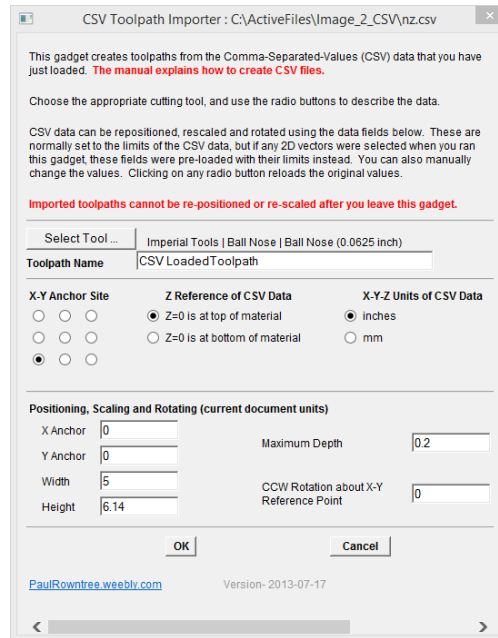 CSV Toolpath Importer : C:\ActiveFiles\Image_2_CSV\nz.csv
This gadget creates toolpaths from the Comma-Separated-Values (CSV) data that you have
just loaded. The manual explains how to create CSV files.
Choose the appropriate cutting tool, and use the radio buttons to describe the data.
CSV data can be repositioned, rescaled and rotated using the data fields below. These are
normally set to the limits of the CSV data, but if any 2D vectors were selected when you ran
this gadget, these fields were pre-loaded with their limits instead. You can also manually
change the values. Clicking on any radio button reloads the original values.
Imported toolpaths cannot be re-positioned or re-scaled after you leave this gadget.
Select Tool ... Imperial Tools | Ball Nose | Ball Nose (0.0625 inch)
Toolpath Name CSV LoadedToolpath
X-Y Anchor Site Z Reference of CSV Data X-Y-Z Units of CSV Data
Z=0 is at top of material inches
Z=0 is at bottom of material mm
Positioning, Scaling and Rotating (current document units)
X Anchor 0
Maximum Depth 0.2
Y Anchor 0
Width 5
CCW Rotation about X-Y
Reference Point 0
Height 6.14
OK Cancel
PaulRowntree.weebly.com Version- 2013-07-17